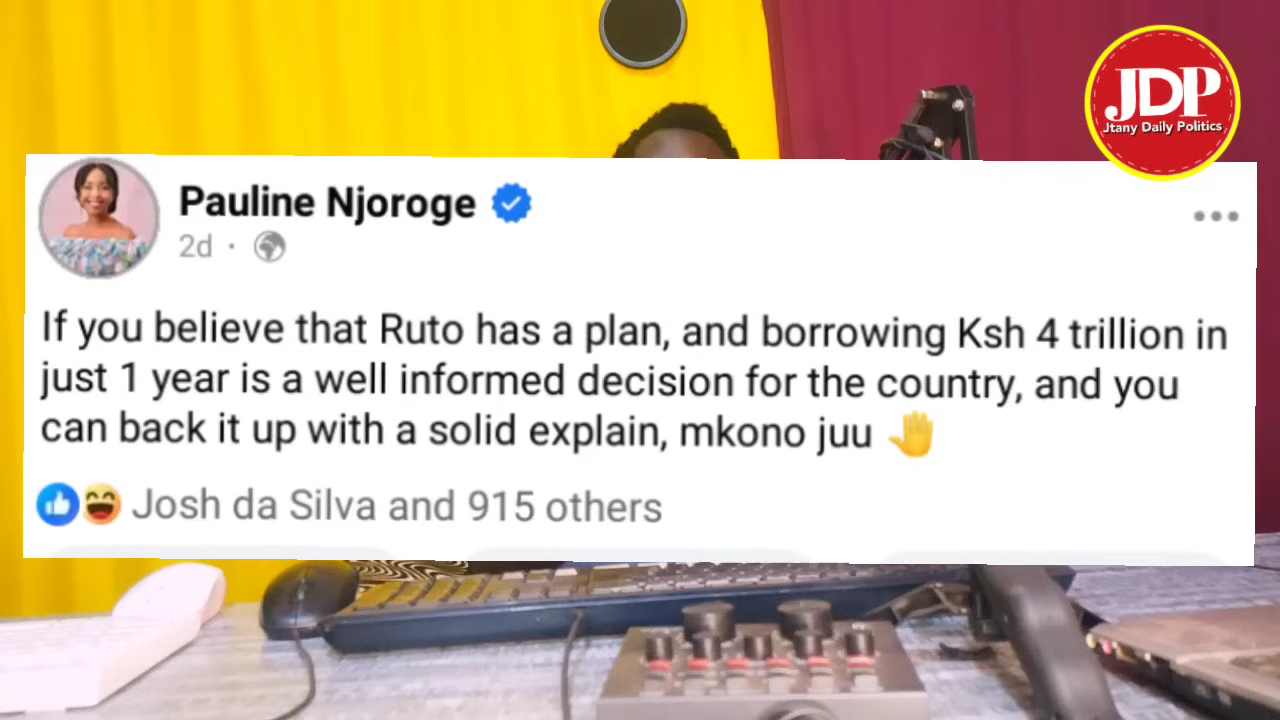 JDP
Jtany Daily Politics
Pauline Njoroge
2d
If you believe that Ruto has a plan, and borrowing Ksh 4 trillion in
just 1 year is a well informed decision for the country, and you
can back it up with a solid explain, mkono juu 🤚
Josh da Silva and 915 others